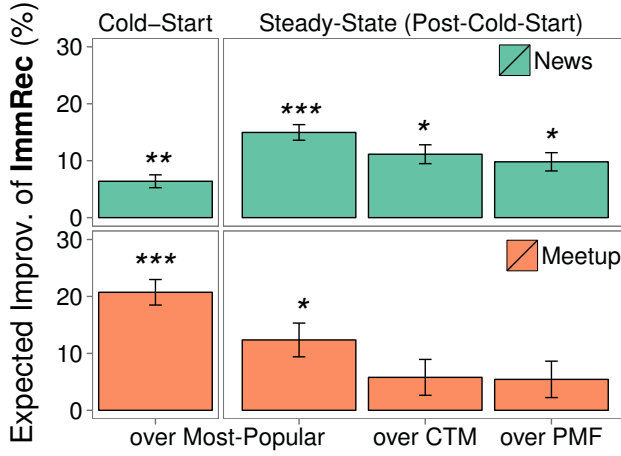 Cold–Start
Steady-State (Post-Cold-Start)
Expected Improv. of ImmRec (%)
30
20
10
0
News
**
***
*
*
30
20
10
0
Meetup
***
*
over Most-Popular
over CTM
over PMF